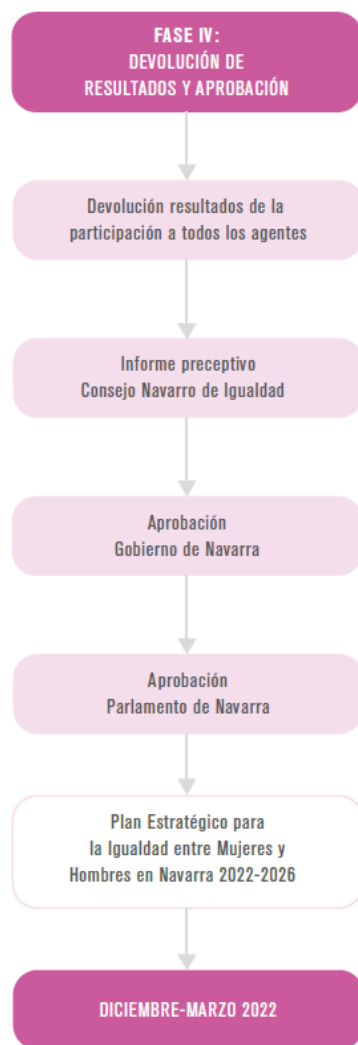 FASE IV:
DEVOLUCIÓN DE
RESULTADOS Y APROBACIÓN
Devolución resultados de la
participación a todos los agentes
Informe preceptivo
Consejo Navarro de Igualdad
Aprobación
Gobierno de Navarra
Aprobación
Parlamento de Navarra
Plan Estratégico para
la Igualdad entre Mujeres y
Hombres en Navarra 2022-2026
DICIEMBRE-MARZO 2022